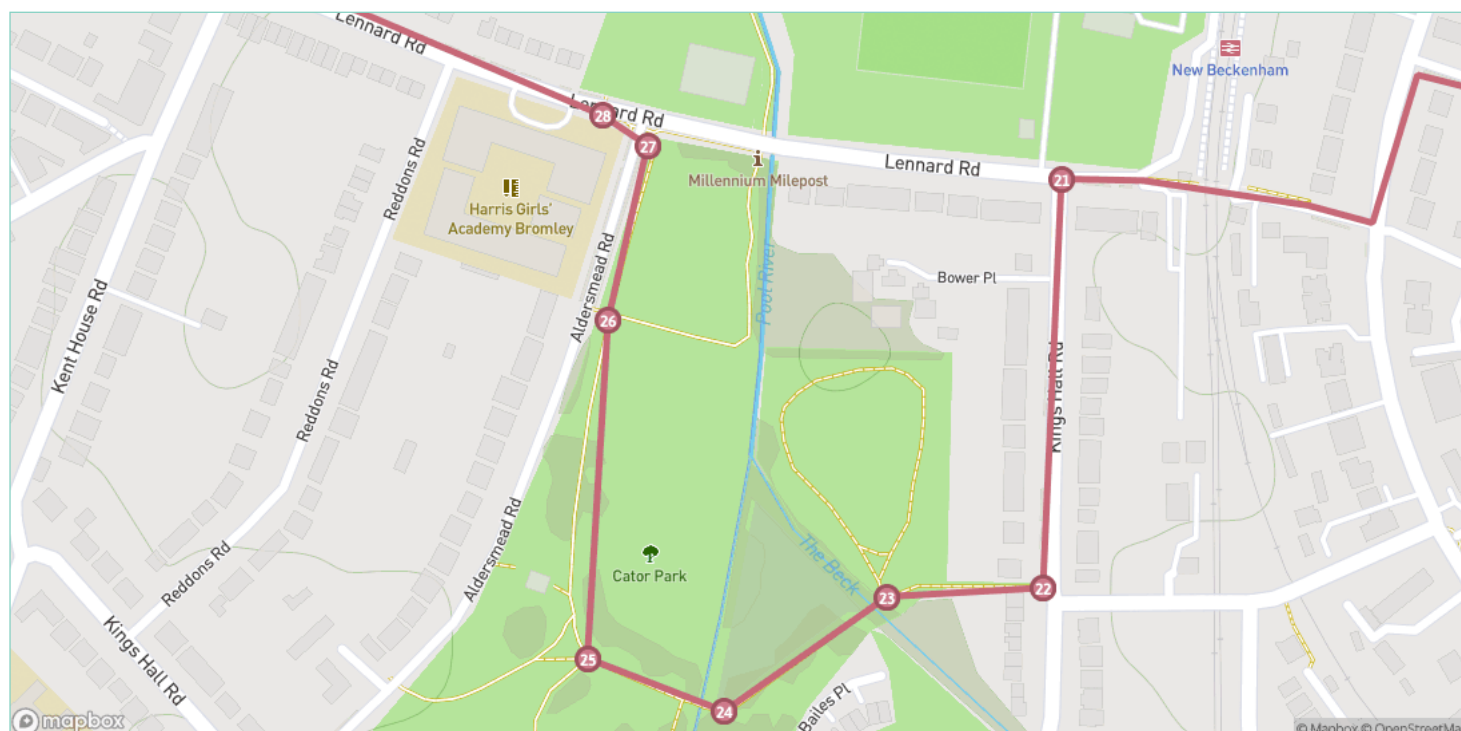 Lennard Rd
New Beckenham
28
Lennard Rd
27
Reddons Rd
Lennard Rd
Millennium Milepost
21
Harris Girls'
Academy Bromley
Aldersmead Rd
Pool River
Bower Pl
Kent House Rd
26
Kings Hall Rd
Reddons Rd
Aldersmead Rd
The Beck
Cator Park
Reddons Rd
22
23
Kings Hall Rd
25
Bailes Pl
24
mapbox
© Mapbox © OpenStreetMa